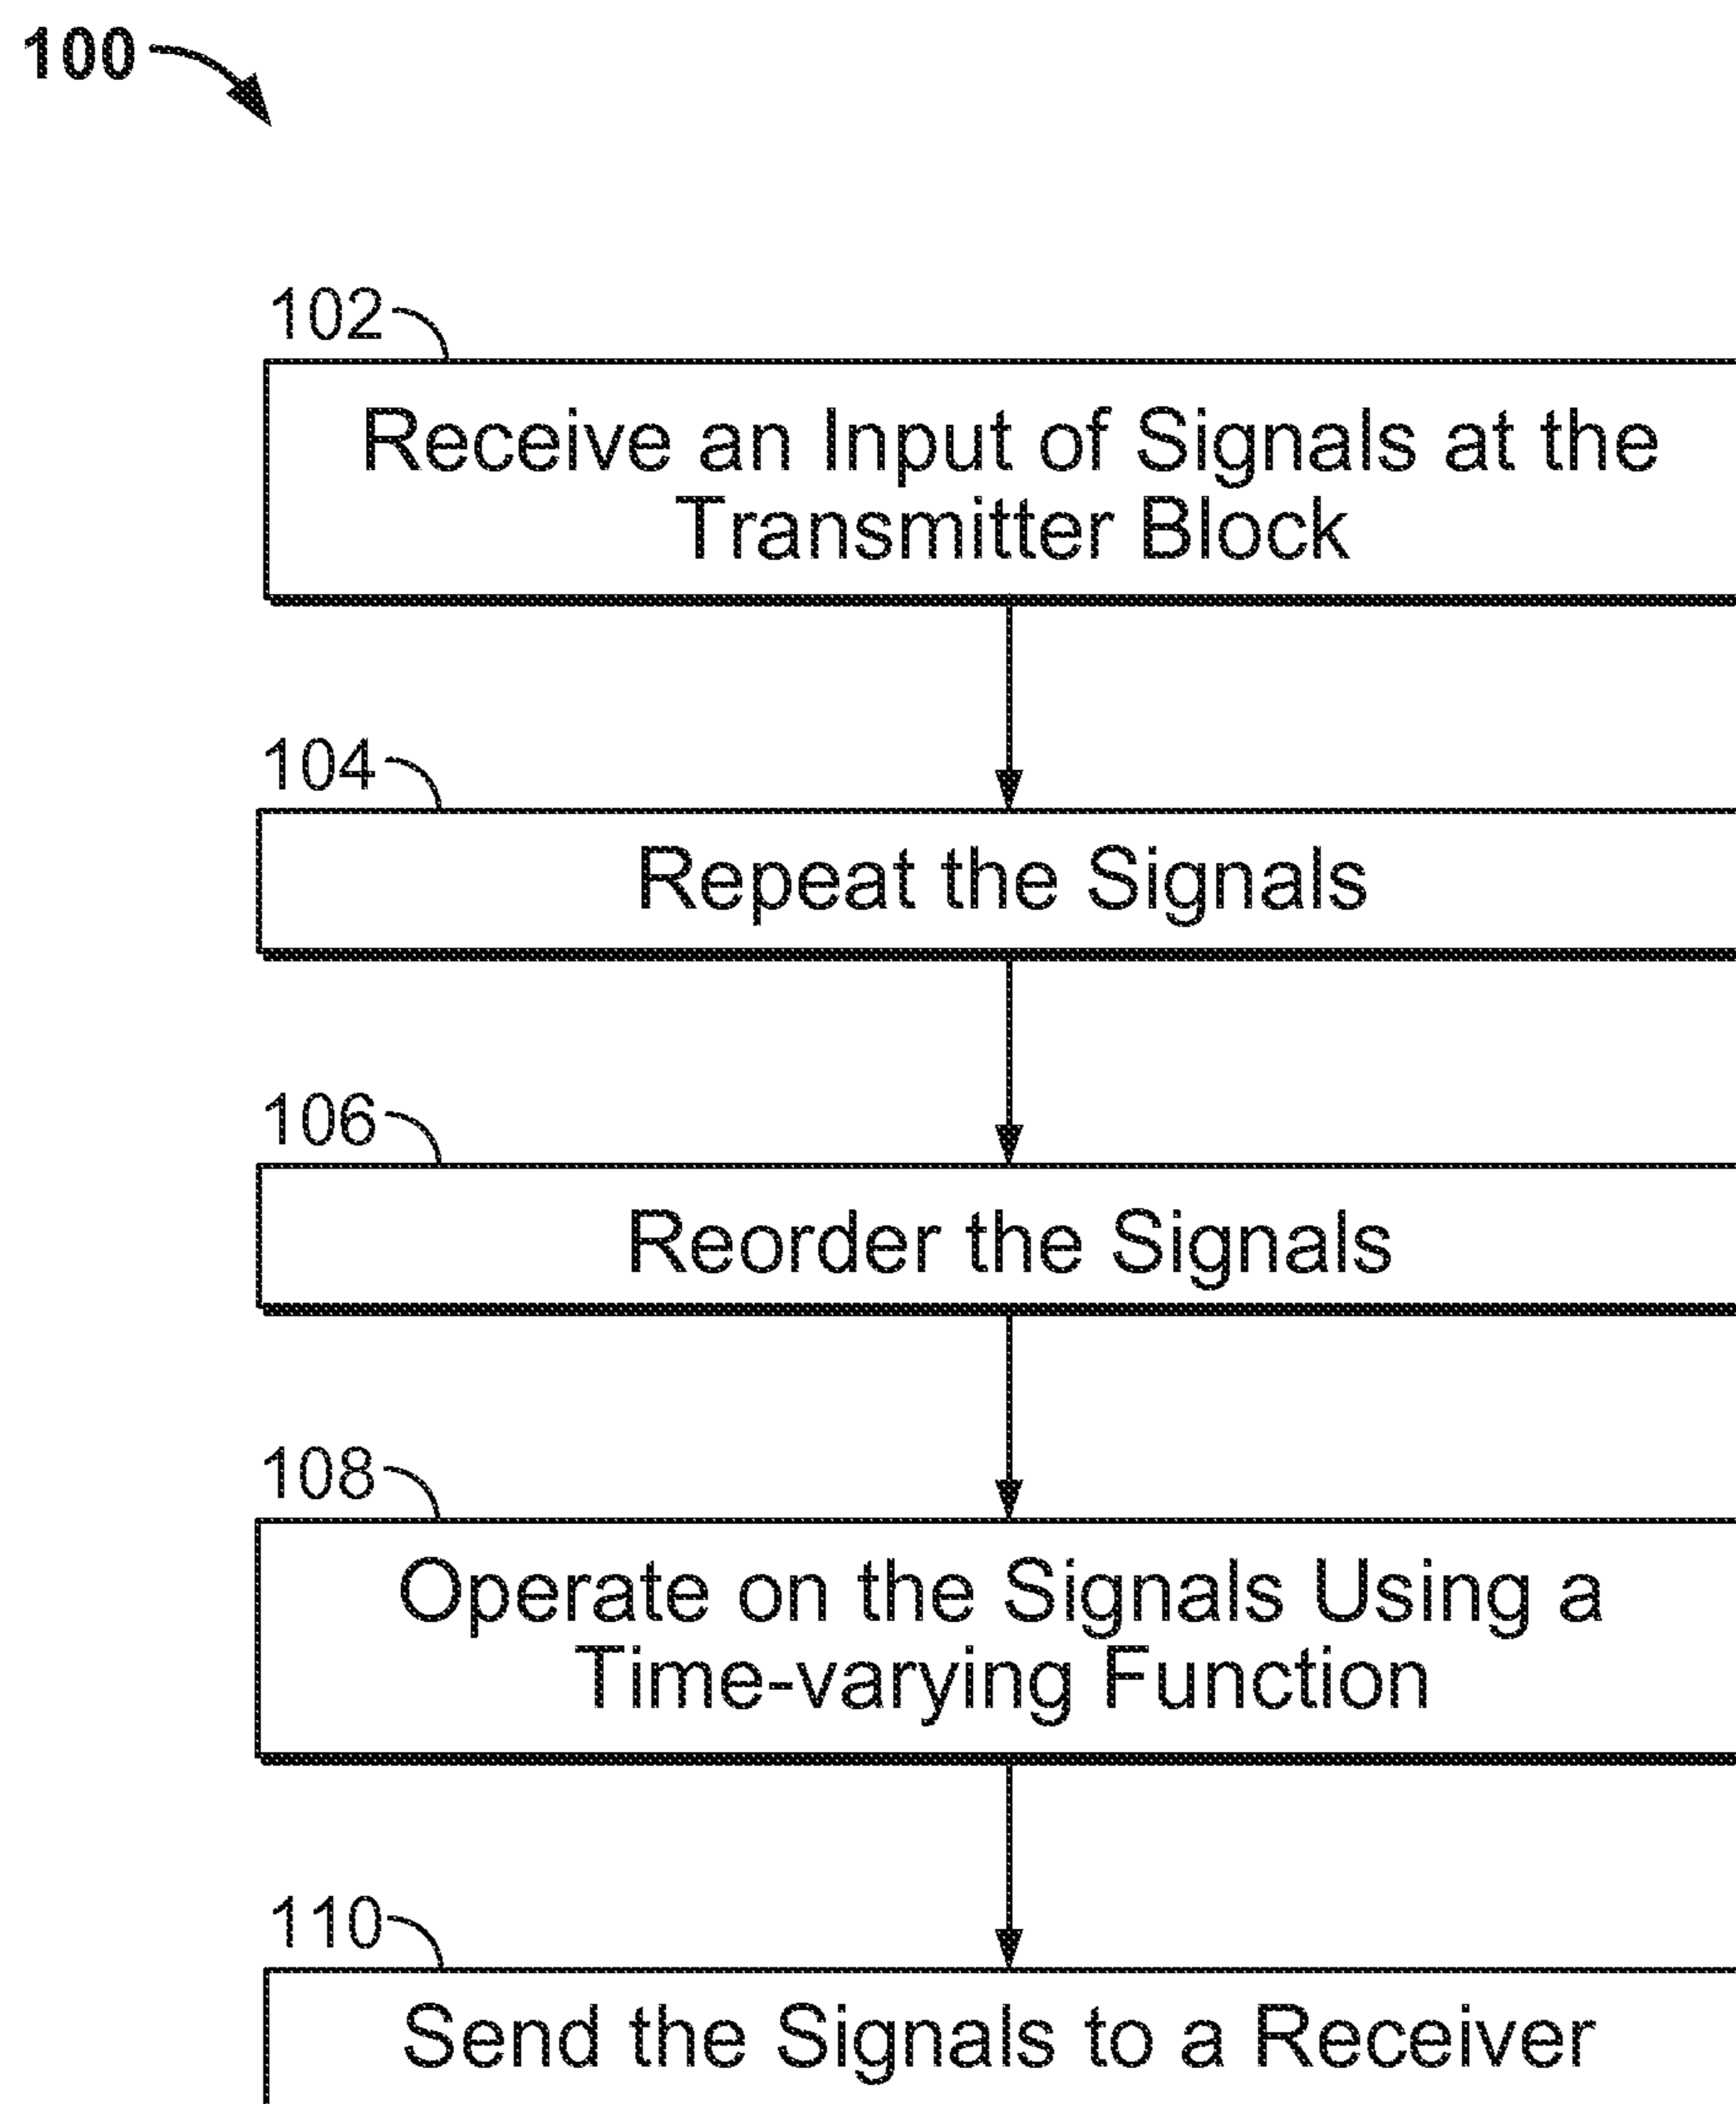 100
102
Receive an Input of Signals at the
Transmitter Block
104
Repeat the Signals
106
Reorder the Signals
108
Operate on the Signals Using a
Time-varying Function
110
Send the Signals to a Receiver